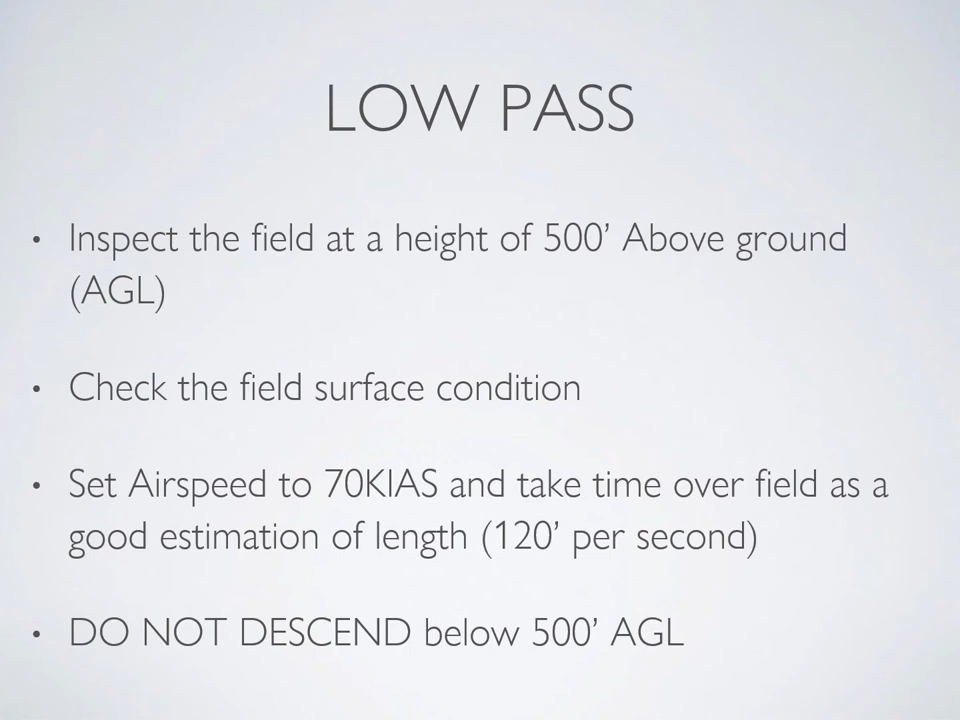 LOW PASS
• Inspect the field at a height of 500’ Above ground
(AGL)
• Check the field surface condition
• Set Airspeed to 70KIAS and take time over field as a
good estimation of length (120’ per second)
• DO NOT DESCEND below 500’ AGL